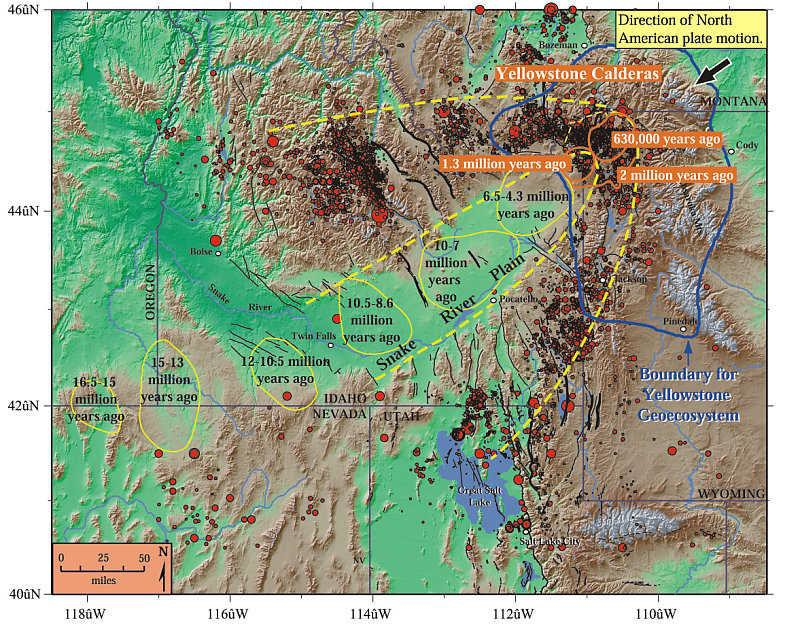 46ûN
Direction of North
American plate motion.
Bozeman
Yellowstone Calderas
MONTANA
630,000 years ago
Cody
1.3 million years ago
2 million years ago
6.5-4.3 million
years ago
44ûN
10-7
million
years
ago
Boise
OREGON
Snake
River
Snake River Plain
Pocatello
Jackson
Pinedale
10.5-8.6
million
years ago
Twin Falls
12-10.5 million
years ago
15-13
million
years ago
16.5-15
million
years ago
Boundary for
Yellowstone
Geoecosystem
42ûN
IDAHO
NEVADA
UTAH
Great Salt
Lake
WYOMING
Salt Lake City
NV
0 25 50
miles
N
40ûN
118ûW
116ûW
114ûW
112ûW
110ûW